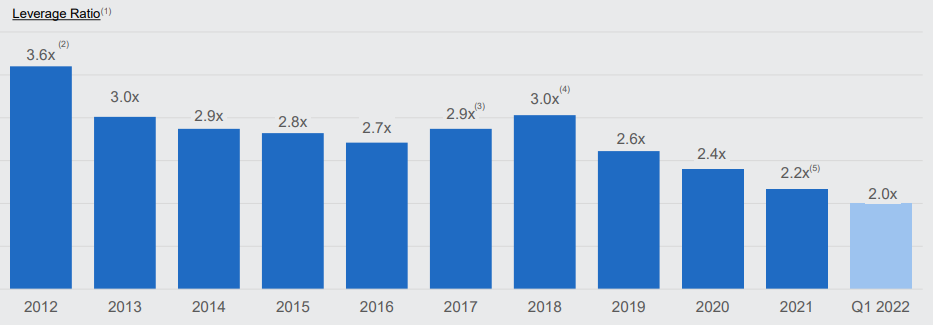 Leverage Ratio(1)
3.6x (2)
3.0x
2.9x
2.8x
2.7x
2.9x(3)
3.0x(4)
2.6x
2.4x
2.2x(5)
2.0x
2012 2013 2014 2015 2016 2017 2018 2019 2020 2021 Q1 2022